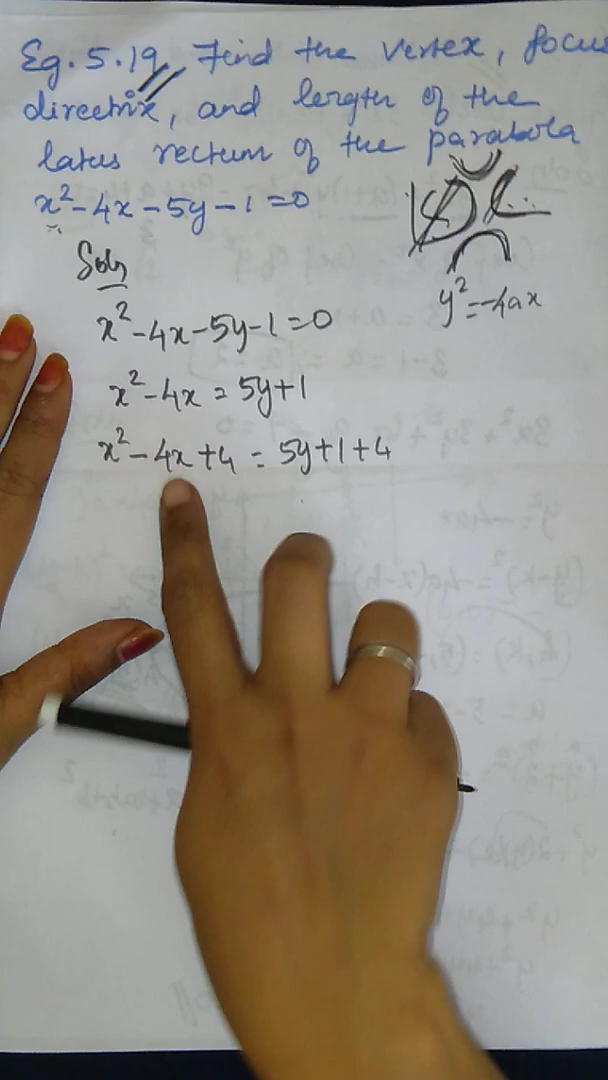 Eg. 5.19 Find the vertex, focus
directrix, and length of the
latus rectum of the parabola
x²-4x-5y-1=0
Soln
y²=-4ax
x²-4x-5y-1=0
x²-4x = 5y+1
x²-4x+4 = 5y+1+4